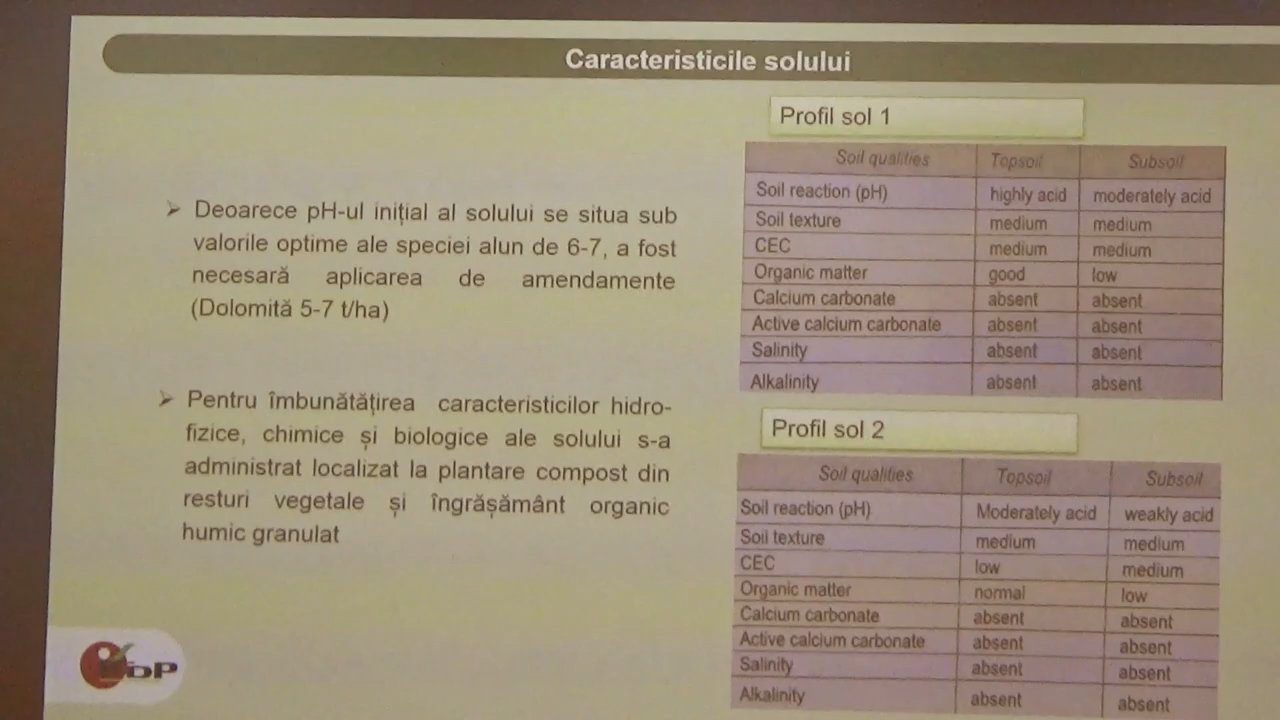 Caracteristicile solului
➢ Deoarece pH-ul inițial al solului se situa sub
valorile optime ale speciei alun de 6-7, a fost
necesară aplicarea de amendamente
(Dolomită 5-7 t/ha)
➢ Pentru îmbunătățirea caracteristicilor hidro-
fizice, chimice și biologice ale solului s-a
administrat localizat la plantare compost din
resturi vegetale și îngrășământ organic
humic granulat
Profil sol 1
Soil qualities Topsoil Subsoil
Soil reaction (pH) highly acid moderately acid
Soil texture medium medium
CEC medium medium
Organic matter good low
Calcium carbonate absent absent
Active calcium carbonate absent absent
Salinity absent absent
Alkalinity absent absent
Profil sol 2
Soil qualities Topsoil Subsoil
Soil reaction (pH) Moderately acid weakly acid
Soil texture medium medium
CEC low medium
Organic matter normal low
Calcium carbonate absent absent
Active calcium carbonate absent absent
Salinity absent absent
Alkalinity absent absent